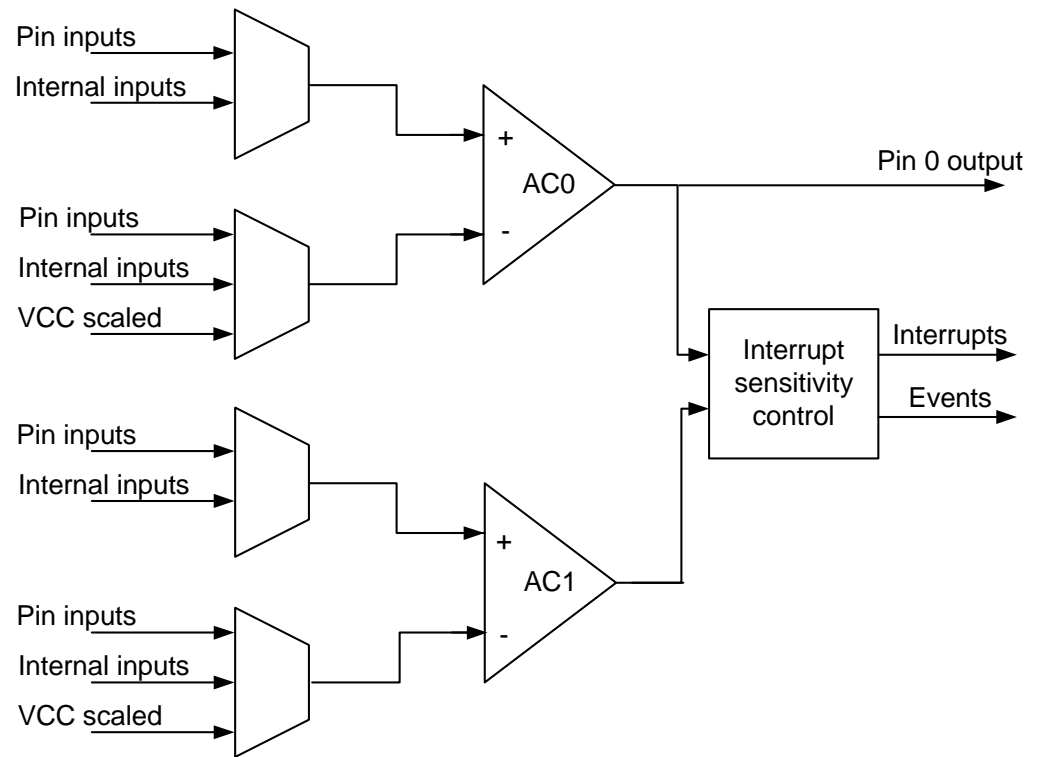 Pin inputs
Internal inputs
+
AC0
-
Pin 0 output
Pin inputs
Internal inputs
VCC scaled
Interrupt
sensitivity
control
Interrupts
Events
Pin inputs
Internal inputs
+
AC1
-
Pin inputs
Internal inputs
VCC scaled